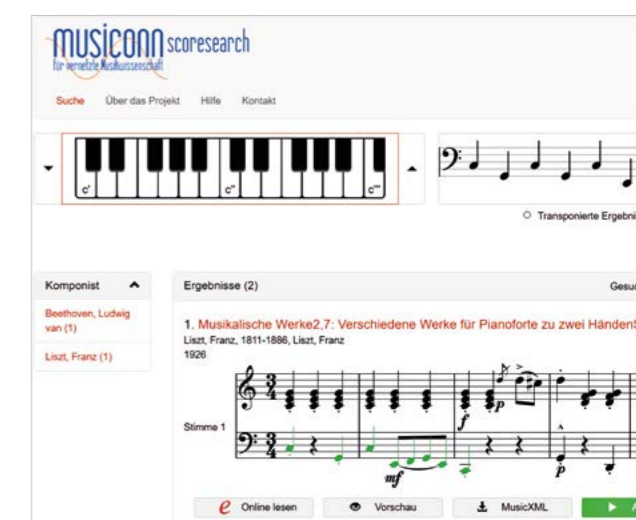 musiconn scoresearch
für vernetzte Musikwissenschaft
Suche Über das Projekt Hilfe Kontakt
c' c'' c'''
Transponierte
Komponist Ergebnisse (2)
Beethoven, Ludwig
van (1)
Liszt, Franz (1)
1. Musikalische Werke2,7: Verschiedene Werke für Pianoforte zu zwei Händen
Liszt, Franz, 1811-1886, Liszt, Franz
1926
Stimme 1
f p
mf p
Online lesen Vorschau MusicXML